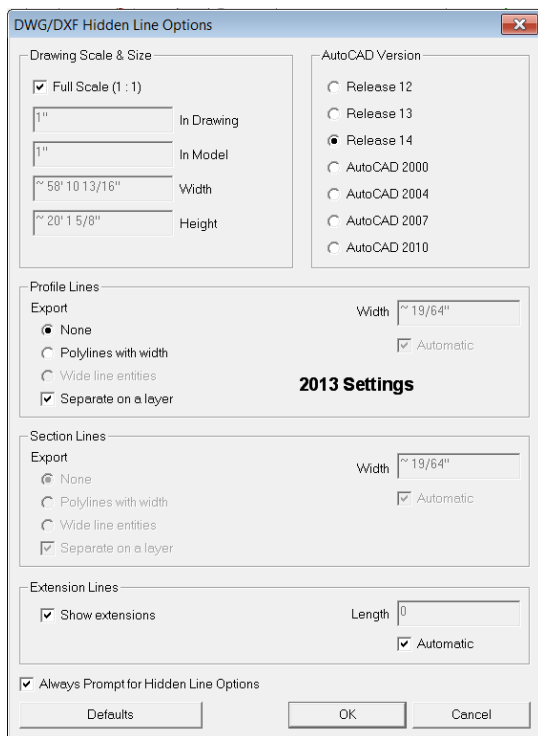 DWG/DXF Hidden Line Options
Drawing Scale & Size
Full Scale (1 : 1)
1" In Drawing
1" In Model
~ 58' 10 13/16" Width
~ 20' 1 5/8" Height
AutoCAD Version
Release 12
Release 13
Release 14
AutoCAD 2000
AutoCAD 2004
AutoCAD 2007
AutoCAD 2010
Profile Lines
Export
None
Polylines with width
Wide line entities
Separate on a layer
Width ~ 19/64"
Automatic
2013 Settings
Section Lines
Export
None
Polylines with width
Wide line entities
Separate on a layer
Width ~ 19/64"
Automatic
Extension Lines
Show extensions
Length 0
Automatic
Always Prompt for Hidden Line Options
Defaults
OK
Cancel